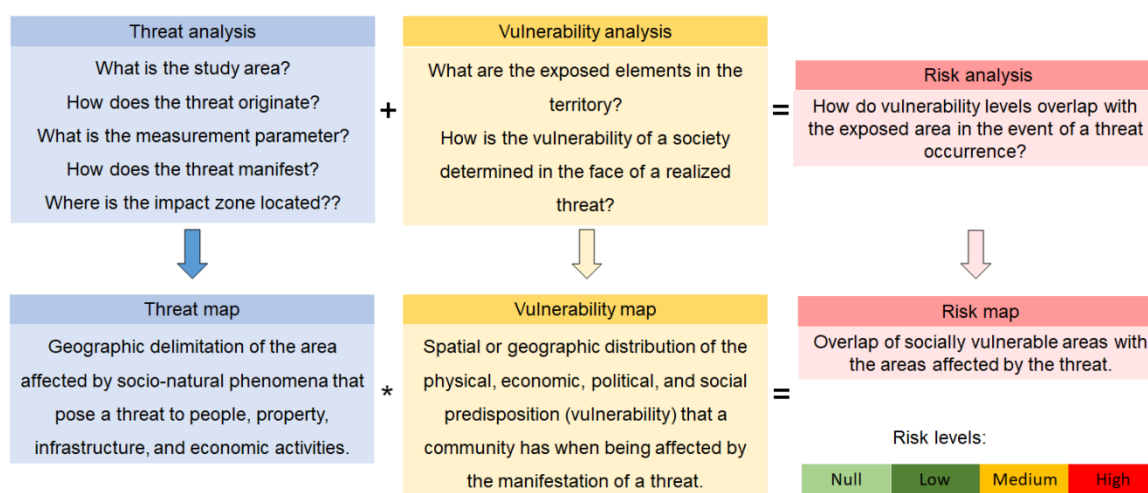 Threat analysis
What is the study area?
How does the threat originate?
What is the measurement parameter?
How does the threat manifest?
Where is the impact zone located??
+
Vulnerability analysis
What are the exposed elements in the
territory?
How is the vulnerability of a society
determined in the face of a realized
threat?
=
Risk analysis
How do vulnerability levels overlap with
the exposed area in the event of a threat
occurrence?
Threat map
Geographic delimitation of the area
affected by socio-natural phenomena that
pose a threat to people, property,
infrastructure, and economic activities.
*
Vulnerability map
Spatial or geographic distribution of the
physical, economic, political, and social
predisposition (vulnerability) that a
community has when being affected by
the manifestation of a threat.
=
Risk map
Overlap of socially vulnerable areas with
the areas affected by the threat.
Risk levels:
Null Low Medium High